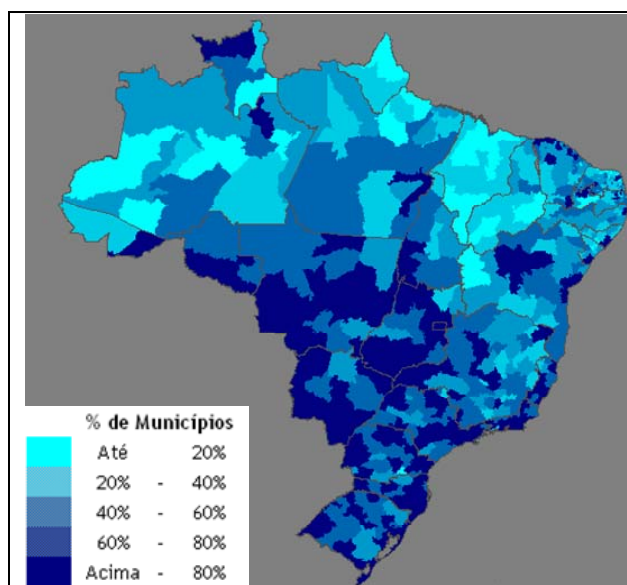 % de Municípios
Até 20%
20% - 40%
40% - 60%
60% - 80%
Acima - 80%